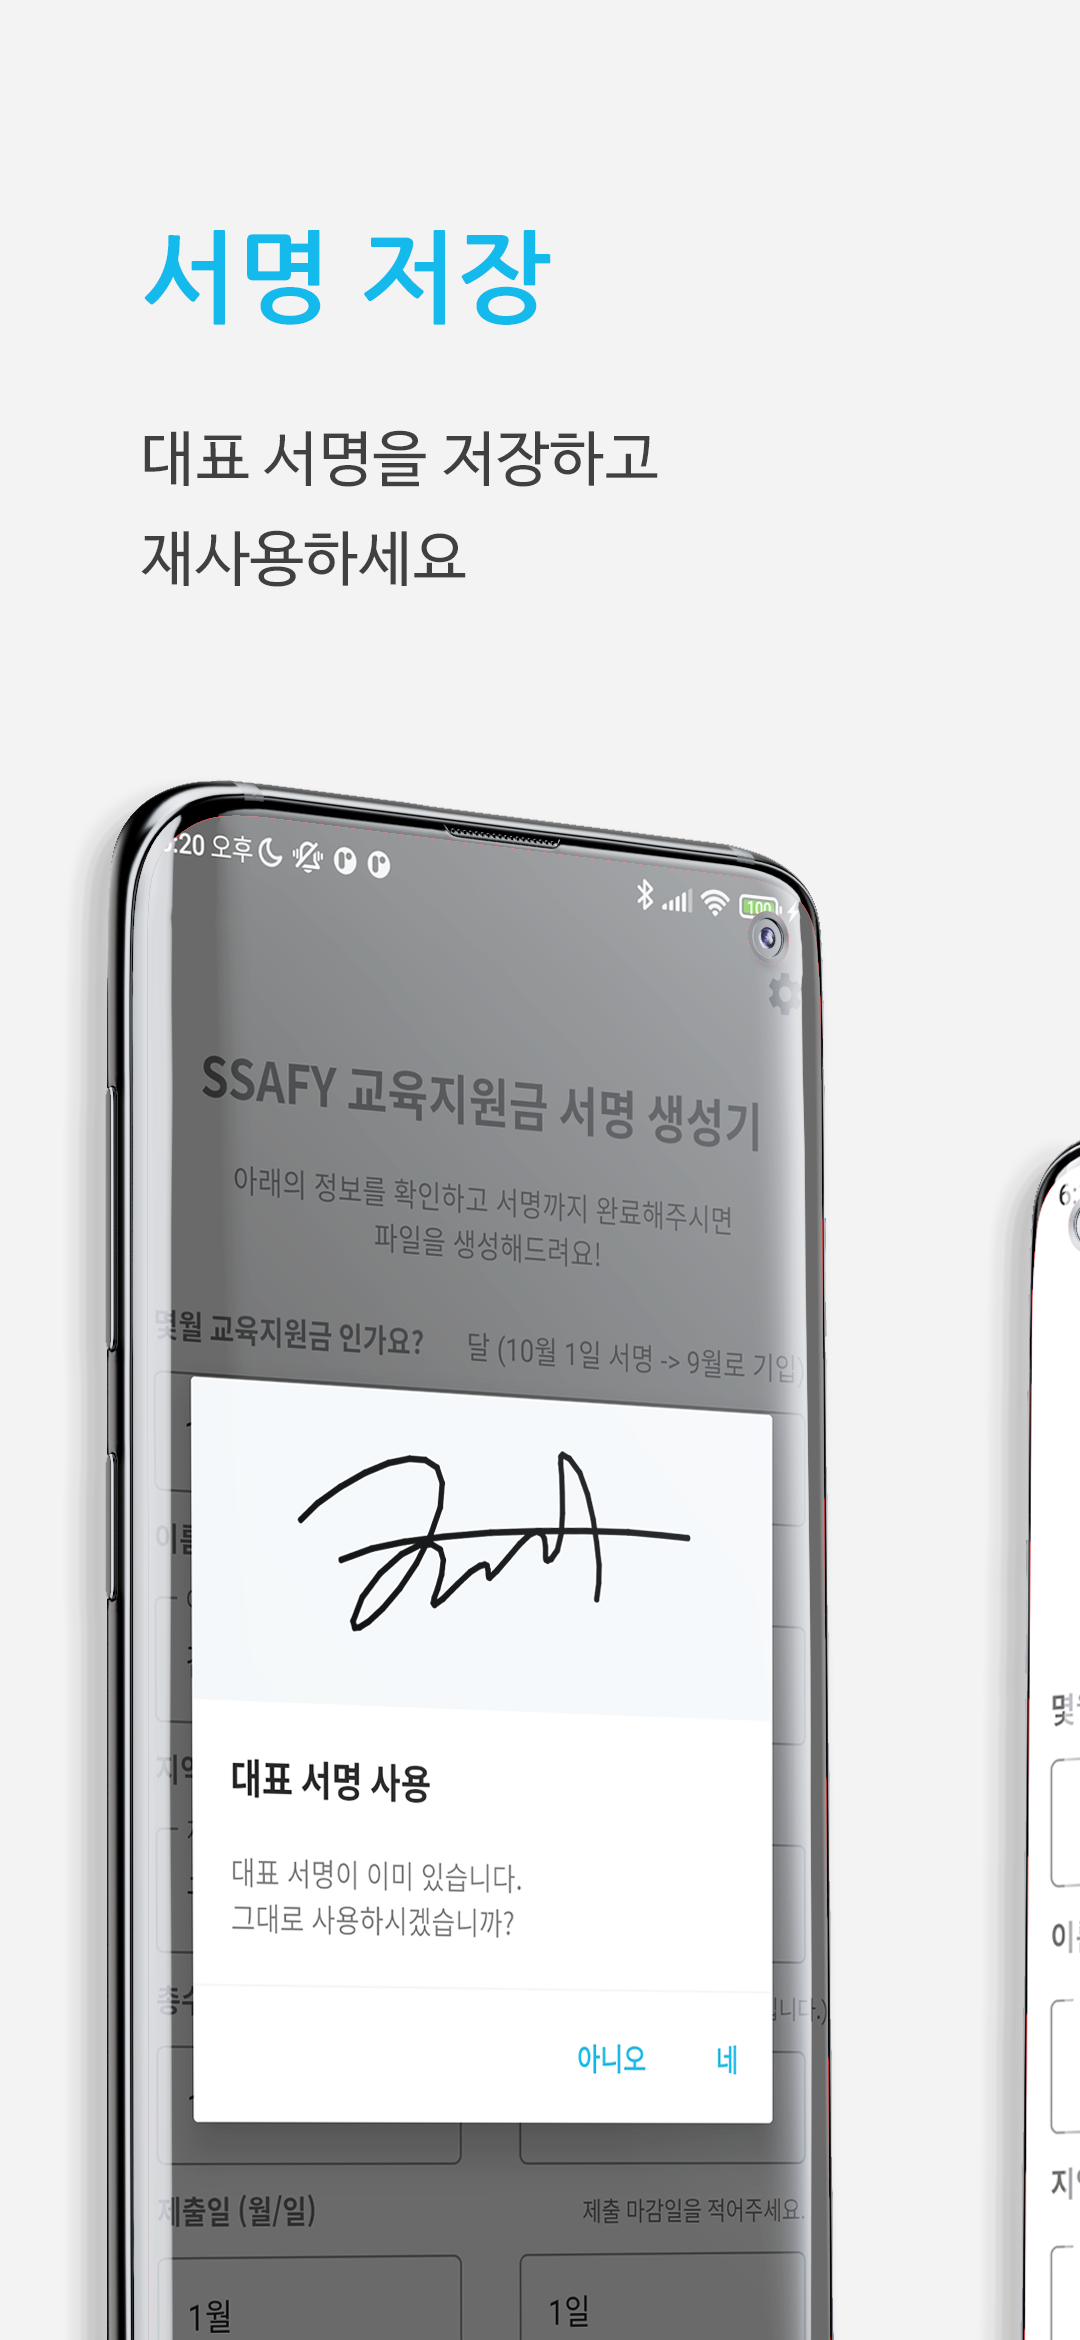 서명 저장
대표 서명을 저장하고
재사용하세요
:20 오후
100
SSAFY 교육지원금 서명 생성기
아래의 정보를 확인하고 서명까지 완료해주시면
파일을 생성해드려요!
몇월 교육지원금 인가요? 달 (10월 1일 서명 -> 9월로 기입)
대표 서명 사용
대표 서명이 이미 있습니다.
그대로 사용하시겠습니까?
아니오 네
제출일 (월/일) 제출 마감일을 적어주세요.
1월 1일